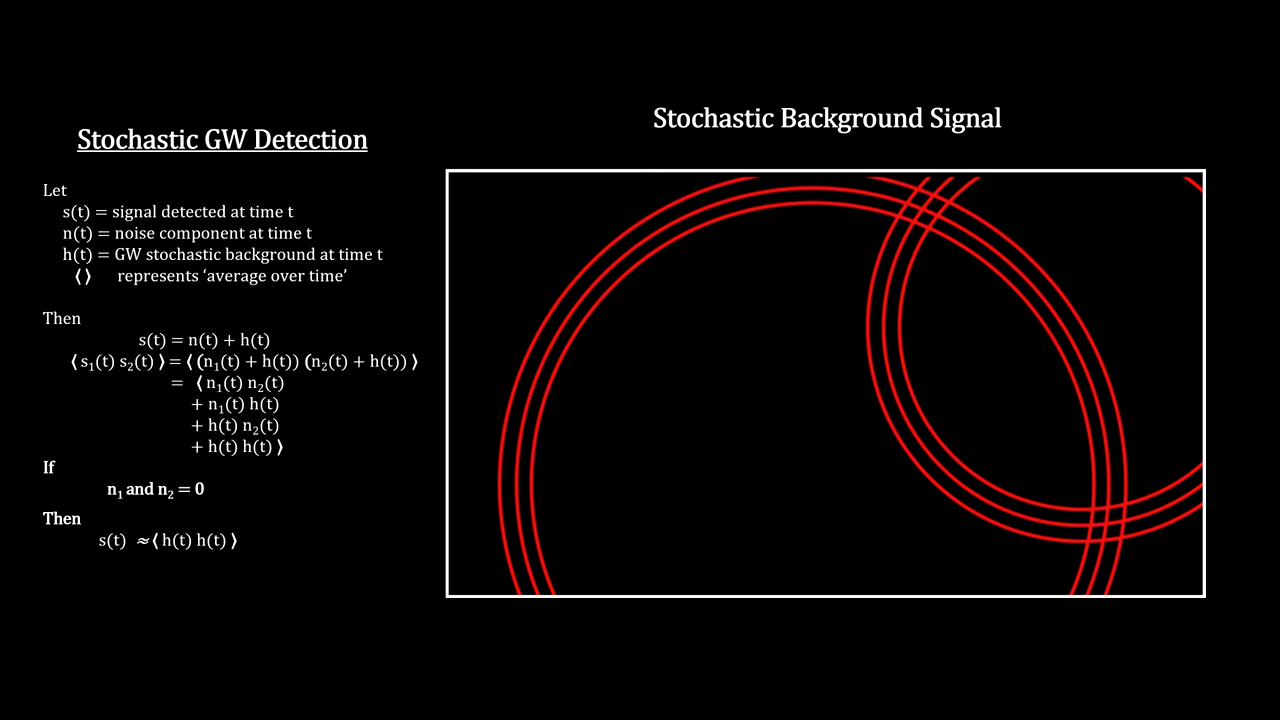 Stochastic GW Detection
Let
s(t) = signal detected at time t
n(t) = noise component at time t
h(t) = GW stochastic background at time t
⟨ ⟩ represents ‘average over time’
Then
s(t) = n(t) + h(t)
⟨ s₁(t) s₂(t) ⟩ = ⟨ (n₁(t) + h(t)) (n₂(t) + h(t)) ⟩
= ⟨ n₁(t) n₂(t)
+ n₁(t) h(t)
+ h(t) n₂(t)
+ h(t) h(t) ⟩
If
n₁ and n₂ = 0
Then
s(t) ≈ ⟨ h(t) h(t) ⟩
Stochastic Background Signal